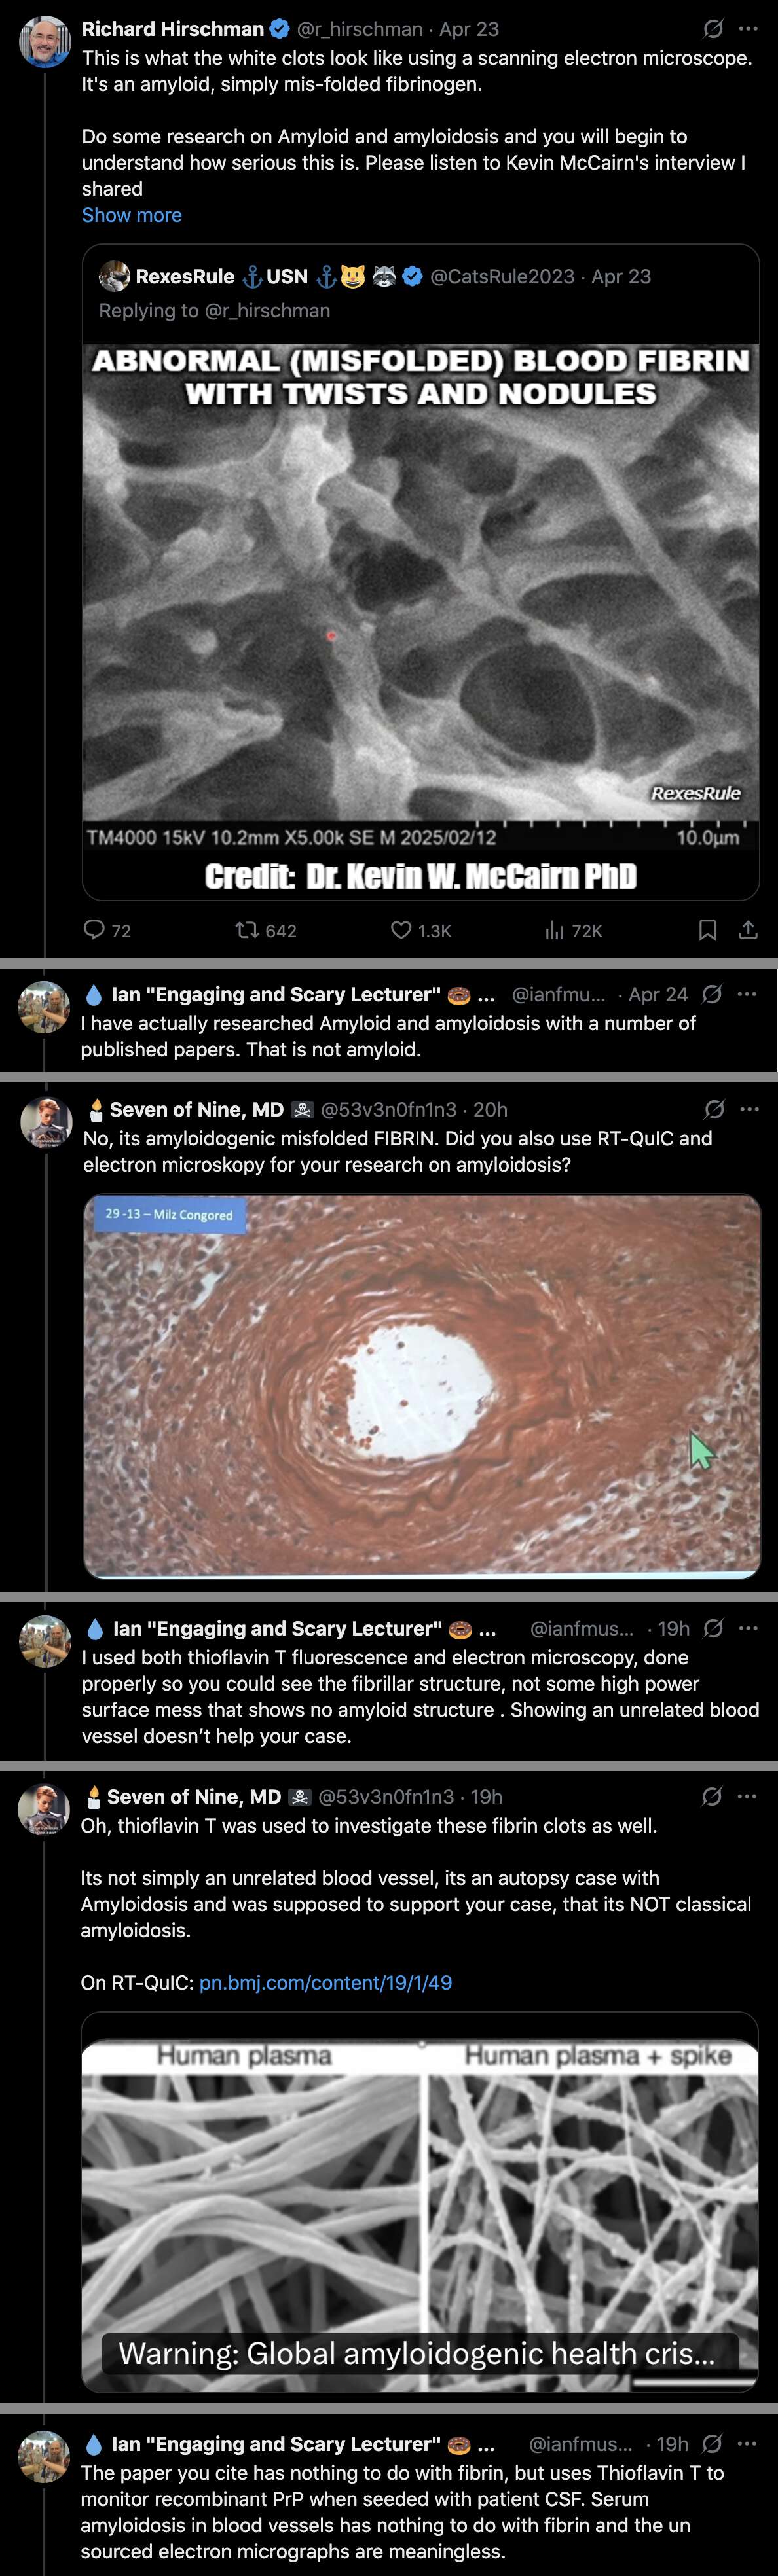 Richard Hirschman @r_hirschman · Apr 23
This is what the white clots look like using a scanning electron microscope.
It's an amyloid, simply mis-folded fibrinogen.
Do some research on Amyloid and amyloidosis and you will begin to
understand how serious this is. Please listen to Kevin McCairn's interview I
shared
Show more
RexesRule ⚓USN ⚓😺 🦝 @CatsRule2023 · Apr 23
Replying to @r_hirschman
ABNORMAL (MISFOLDED) BLOOD FIBRIN
WITH TWISTS AND NODULES
RexesRule
TM4000 15kV 10.2mm X5.00k SE M 2025/02/12 10.0μm
Credit: Dr. Kevin W. McCairn PhD
72 642 1.3K 72K
💧 Ian "Engaging and Scary Lecturer" 🍩 ... @ianfmu... · Apr 24
I have actually researched Amyloid and amyloidosis with a number of
published papers. That is not amyloid.
🕯️ Seven of Nine, MD ☠️ @53v3n0fn1n3 · 20h
No, its amyloidogenic misfolded FIBRIN. Did you also use RT-QuIC and
electron microskopy for your research on amyloidosis?
29 -13 – Milz Congored
💧 Ian "Engaging and Scary Lecturer" 🍩 ... @ianfmus... · 19h
I used both thioflavin T fluorescence and electron microscopy, done
properly so you could see the fibrillar structure, not some high power
surface mess that shows no amyloid structure . Showing an unrelated blood
vessel doesn’t help your case.
🕯️ Seven of Nine, MD ☠️ @53v3n0fn1n3 · 19h
Oh, thioflavin T was used to investigate these fibrin clots as well.
Its not simply an unrelated blood vessel, its an autopsy case with
Amyloidosis and was supposed to support your case, that its NOT classical
amyloidosis.
On RT-QuIC: pn.bmj.com/content/19/1/49
Human plasma Human plasma + spike
Warning: Global amyloidogenic health cris...
💧 Ian "Engaging and Scary Lecturer" 🍩 ... @ianfmus... · 19h
The paper you cite has nothing to do with fibrin, but uses Thioflavin T to
monitor recombinant PrP when seeded with patient CSF. Serum
amyloidosis in blood vessels has nothing to do with fibrin and the un
sourced electron micrographs are meaningless.